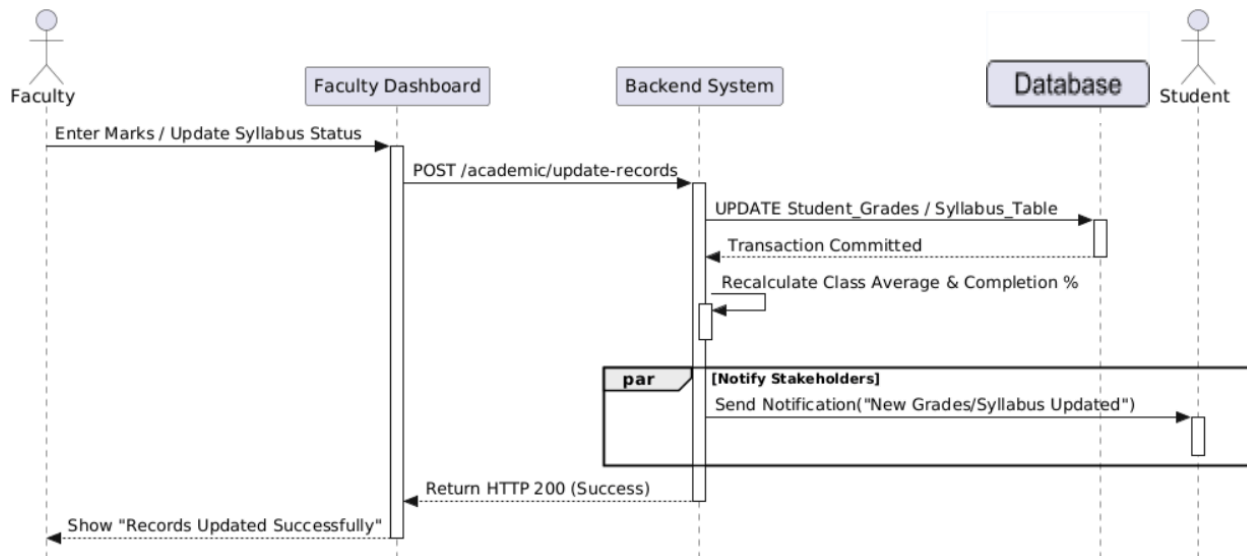 Faculty
Faculty Dashboard
Backend System
Database
Student
Enter Marks / Update Syllabus Status
POST /academic/update-records
UPDATE Student_Grades / Syllabus_Table
Transaction Committed
Recalculate Class Average & Completion %
par
[Notify Stakeholders]
Send Notification("New Grades/Syllabus Updated")
Return HTTP 200 (Success)
Show "Records Updated Successfully"